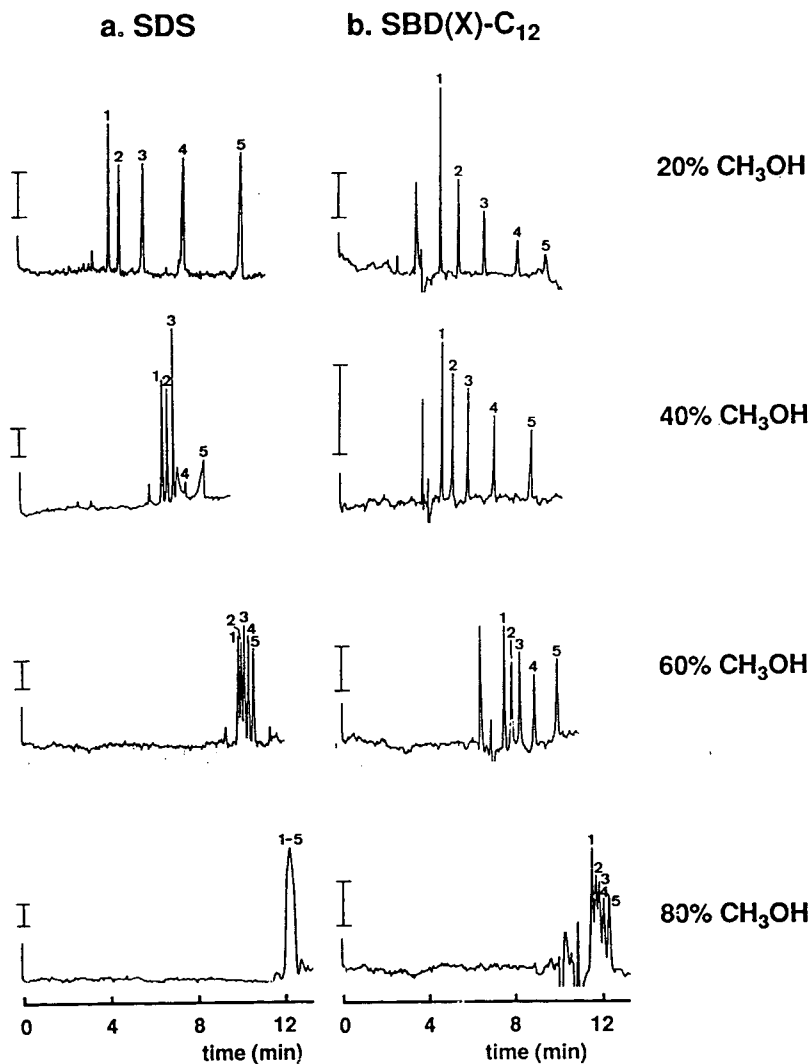 a. SDS
b. SBD(X)-C₁₂
1 2 3 4 5
1 2 3 4 5
20% CH₃OH
1 2 3 4 5
1 2 3 4 5
40% CH₃OH
1 2 3 4 5
1 2 3 4 5
60% CH₃OH
1-5
1 2 3 4 5
80% CH₃OH
0 4 8 12
0 4 8 12
time (min)
time (min)